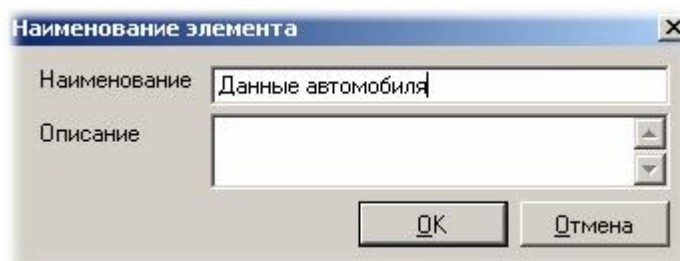 Наименование элемента
Наименование Данные автомобиля
Описание
OK Отмена